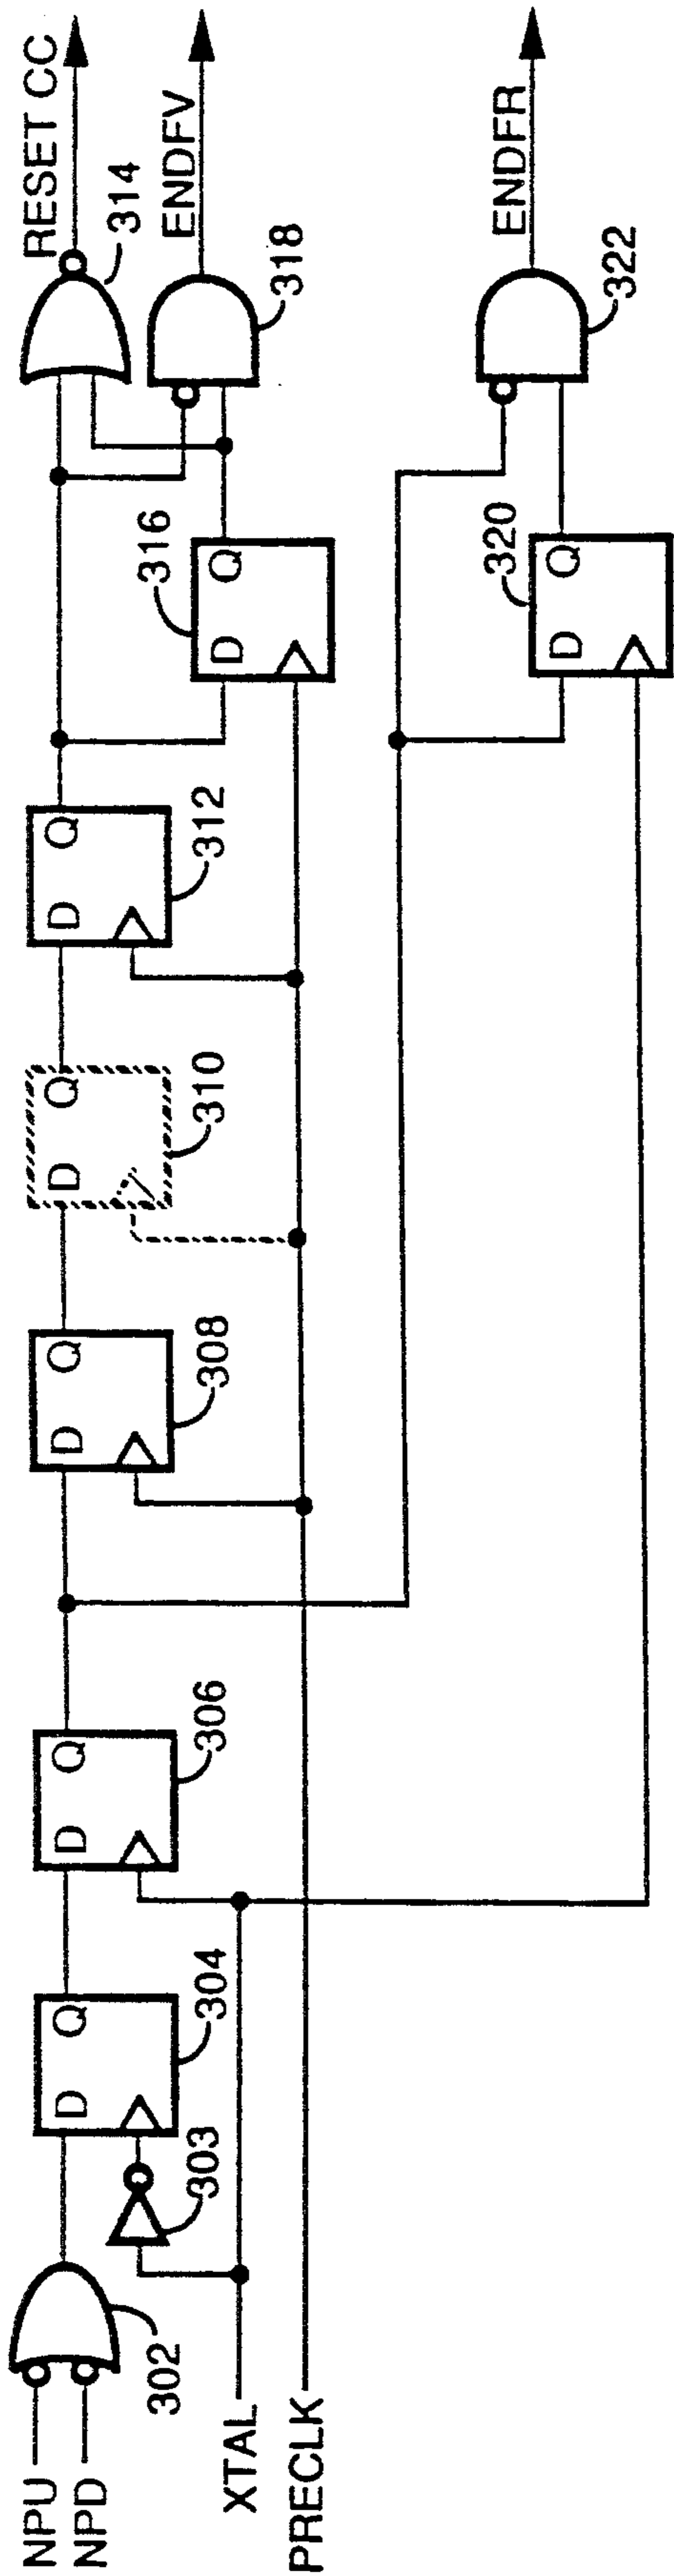 NPU
NPD
302
XTAL
PRECLK
303
D Q
304
D Q
306
D Q
308
D Q
310
D Q
312
D Q
316
RESET CC
314
ENDFV
318
D Q
320
ENDFR
322